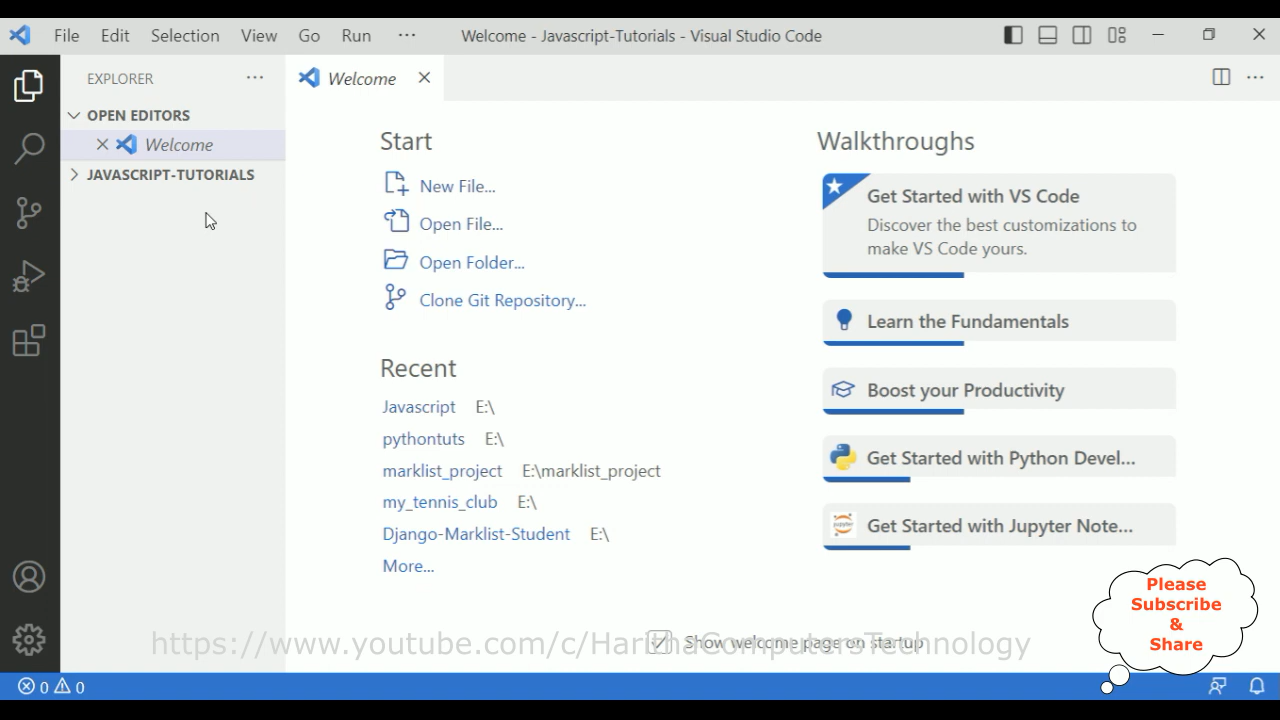 File Edit Selection View Go Run ··· Welcome - Javascript-Tutorials - Visual Studio Code
EXPLORER ···
Welcome
OPEN EDITORS
Welcome
JAVASCRIPT-TUTORIALS
Start
New File...
Open File...
Open Folder...
Clone Git Repository...
Recent
Javascript E:\
pythontuts E:\
marklist_project E:\marklist_project
my_tennis_club E:\
Django-Marklist-Student E:\
More...
Walkthroughs
Get Started with VS Code
Discover the best customizations to
make VS Code yours.
Learn the Fundamentals
Boost your Productivity
Get Started with Python Devel...
Get Started with Jupyter Note...
Show welcome page on startup
https://www.youtube.com/c/HarithaComputersTechnology
Please
Subscribe
&
Share
0 0